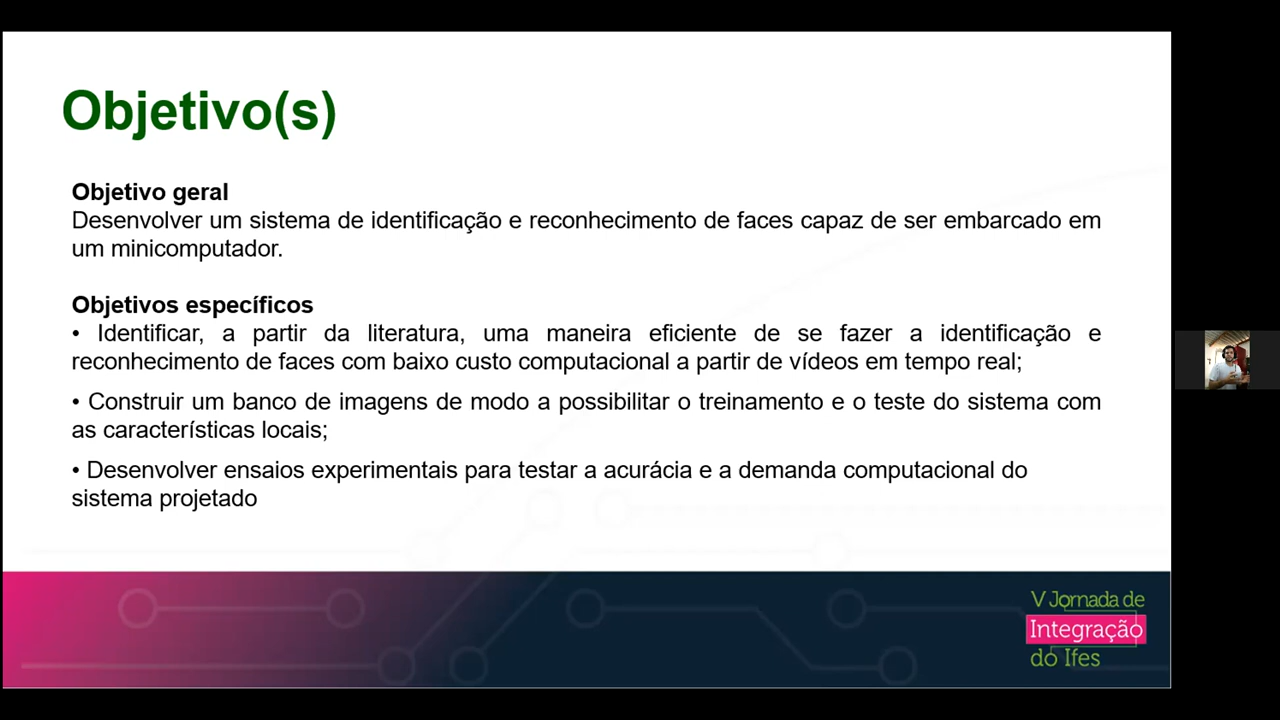 Objetivo(s)
Objetivo geral
Desenvolver um sistema de identificação e reconhecimento de faces capaz de ser embarcado em
um minicomputador.
Objetivos específicos
• Identificar, a partir da literatura, uma maneira eficiente de se fazer a identificação e
reconhecimento de faces com baixo custo computacional a partir de vídeos em tempo real;
• Construir um banco de imagens de modo a possibilitar o treinamento e o teste do sistema com
as características locais;
• Desenvolver ensaios experimentais para testar a acurácia e a demanda computacional do
sistema projetado
V Jornada de
Integração
do Ifes